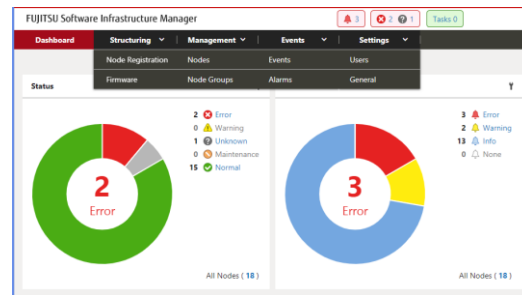 FUJITSU Software Infrastructure Manager
3
2 1
Tasks 0
Dashboard Structuring Management Events Settings
Node Registration Nodes Events Users
Firmware Node Groups Alarms General
Status
2 Error
0 Warning
1 Unknown
0 Maintenance
15 Normal
2
Error
All Nodes ( 18 )
3 Error
2 Warning
13 Info
0 None
3
Error
All Nodes ( 18 )